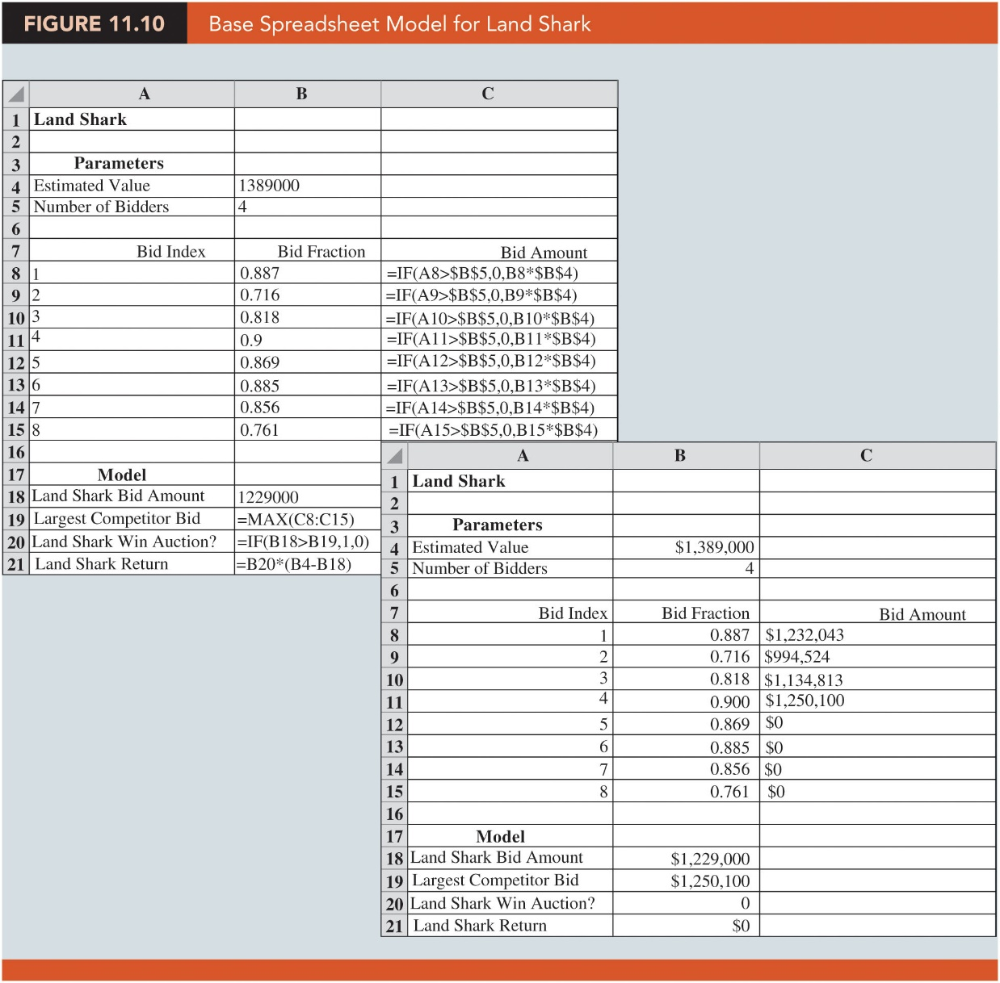 FIGURE 11.10 Base Spreadsheet Model for Land Shark
A B C
1 Land Shark
2
3 Parameters
4 Estimated Value 1389000
5 Number of Bidders 4
6
7 Bid Index Bid Fraction Bid Amount
8 1 0.887 =IF(A8>$B$5,0,B8*$B$4)
9 2 0.716 =IF(A9>$B$5,0,B9*$B$4)
10 3 0.818 =IF(A10>$B$5,0,B10*$B$4)
11 4 0.9 =IF(A11>$B$5,0,B11*$B$4)
12 5 0.869 =IF(A12>$B$5,0,B12*$B$4)
13 6 0.885 =IF(A13>$B$5,0,B13*$B$4)
14 7 0.856 =IF(A14>$B$5,0,B14*$B$4)
15 8 0.761 =IF(A15>$B$5,0,B15*$B$4)
16
17 Model
18 Land Shark Bid Amount 1229000
19 Largest Competitor Bid =MAX(C8:C15)
20 Land Shark Win Auction? =IF(B18>B19,1,0)
21 Land Shark Return =B20*(B4-B18)
A B C
1 Land Shark
2
3 Parameters
4 Estimated Value $1,389,000
5 Number of Bidders 4
6
7 Bid Index Bid Fraction Bid Amount
8 1 0.887 $1,232,043
9 2 0.716 $994,524
10 3 0.818 $1,134,813
11 4 0.900 $1,250,100
12 5 0.869 $0
13 6 0.885 $0
14 7 0.856 $0
15 8 0.761 $0
16
17 Model
18 Land Shark Bid Amount $1,229,000
19 Largest Competitor Bid $1,250,100
20 Land Shark Win Auction? 0
21 Land Shark Return $0